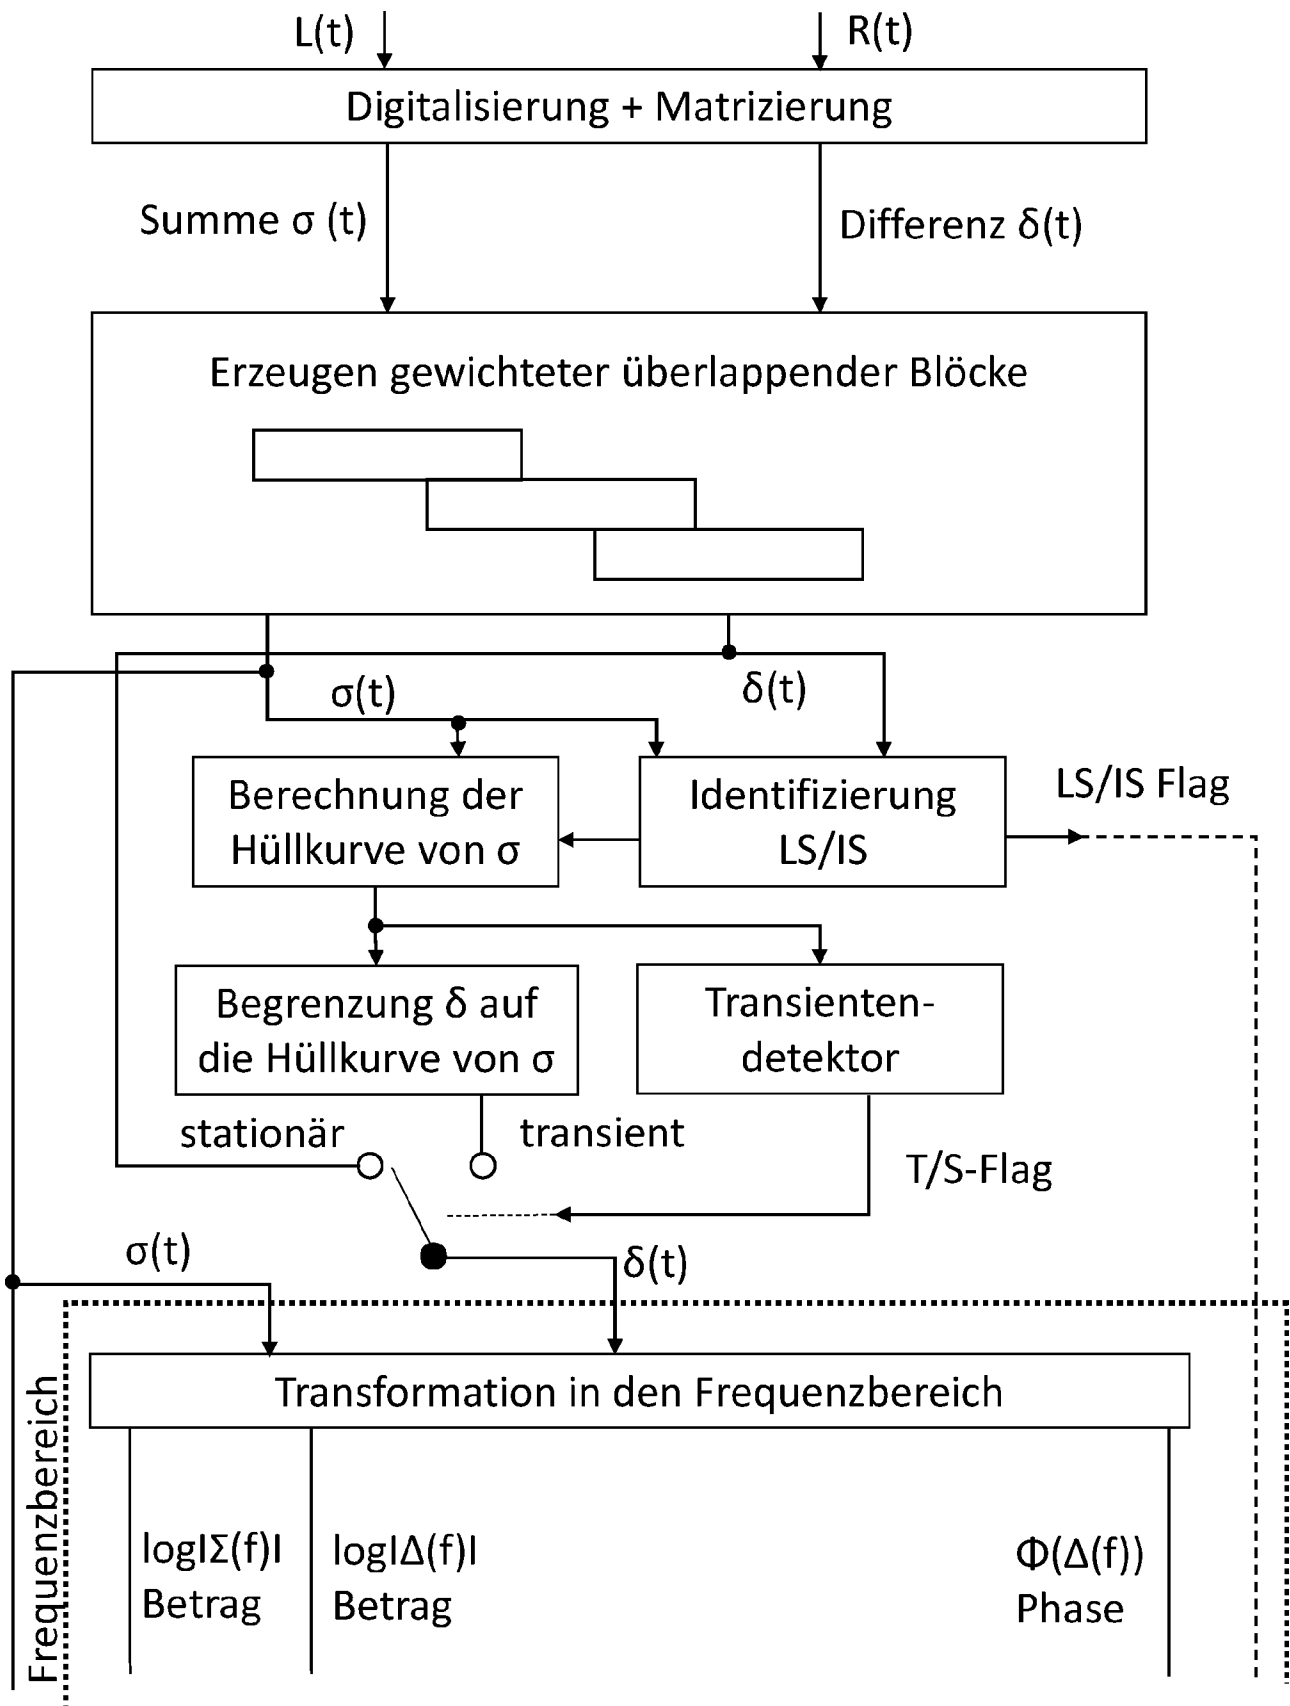 L(t)
R(t)
Digitalisierung + Matrizierung
Summe σ (t)
Differenz δ(t)
Erzeugen gewichteter überlappender Blöcke
σ(t)
δ(t)
Berechnung der
Hüllkurve von σ
Identifizierung
LS/IS
LS/IS Flag
Begrenzung δ auf
die Hüllkurve von σ
Transienten-
detektor
stationär
transient
T/S-Flag
σ(t)
δ(t)
Frequenzbereich
Transformation in den Frequenzbereich
logIΣ(f)I
Betrag
logIΔ(f)I
Betrag
Φ(Δ(f))
Phase